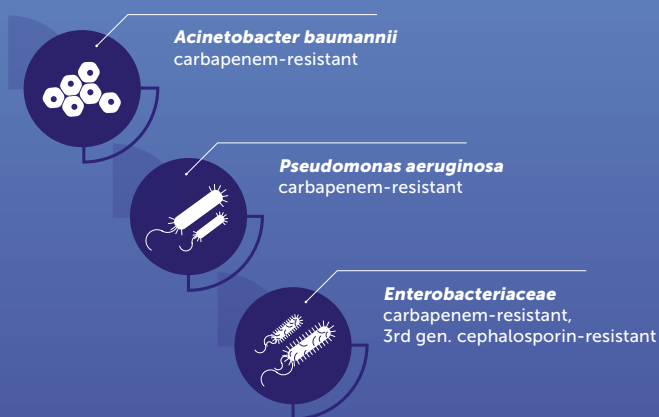 Acinetobacter baumannii
carbapenem-resistant
Pseudomonas aeruginosa
carbapenem-resistant
Enterobacteriaceae
carbapenem-resistant,
3rd gen. cephalosporin-resistant